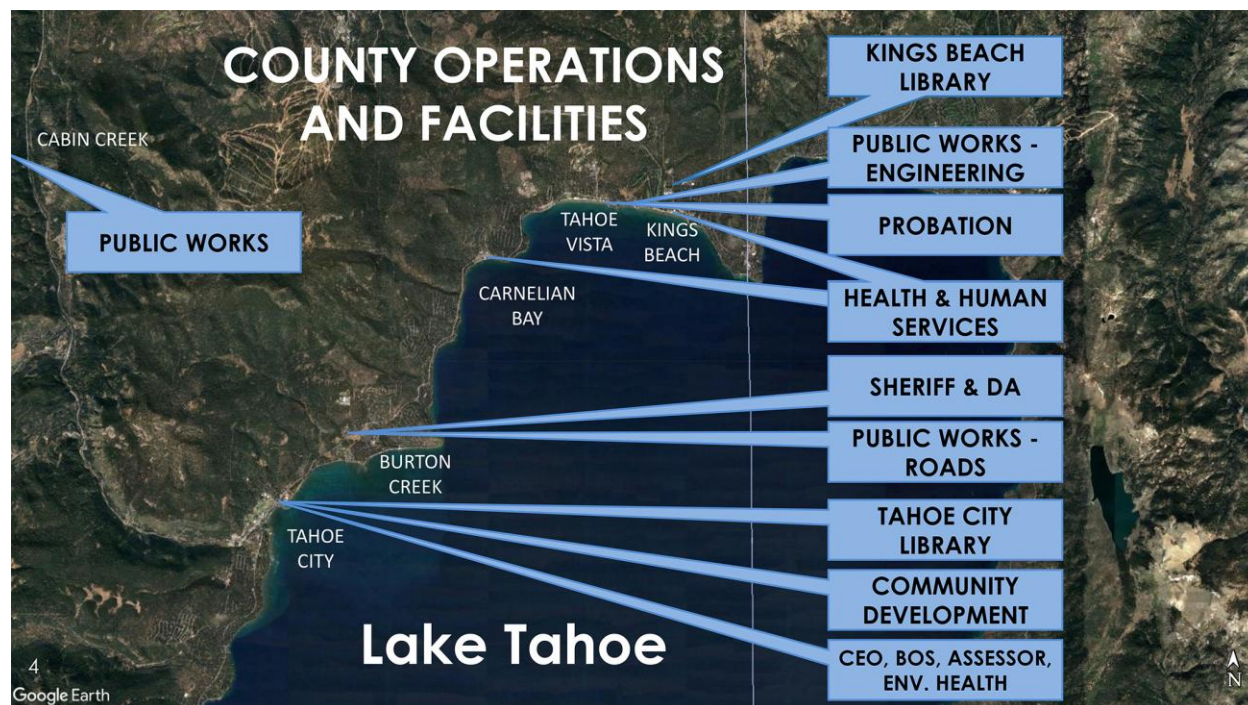 COUNTY OPERATIONS
AND FACILITIES
KINGS BEACH
LIBRARY
CABIN CREEK
PUBLIC WORKS -
ENGINEERING
PUBLIC WORKS
TAHOE
VISTA
KINGS
BEACH
PROBATION
CARNELIAN
BAY
HEALTH & HUMAN
SERVICES
SHERIFF & DA
BURTON
CREEK
PUBLIC WORKS -
ROADS
TAHOE
CITY
TAHOE CITY
LIBRARY
COMMUNITY
DEVELOPMENT
Lake Tahoe
CEO, BOS, ASSESSOR,
ENV. HEALTH
4
Google Earth
N